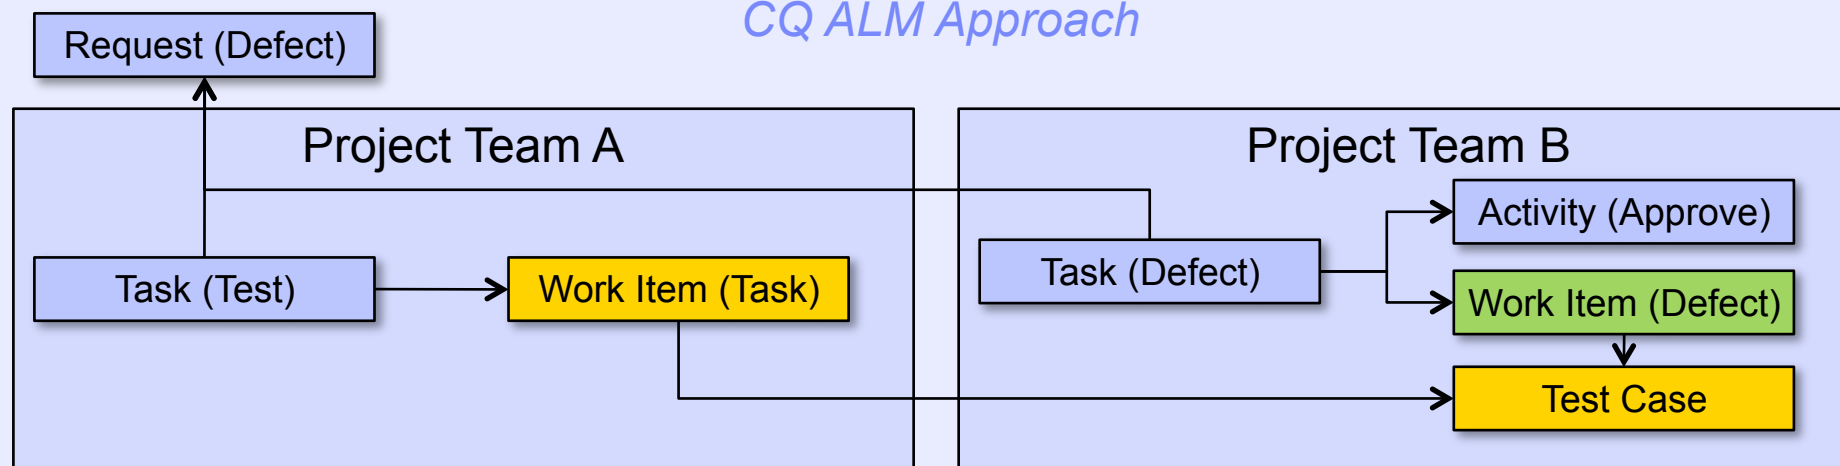 CQ ALM Approach
Request (Defect)
Project Team A
Task (Test)
Work Item (Task)
Project Team B
Task (Defect)
Activity (Approve)
Work Item (Defect)
Test Case